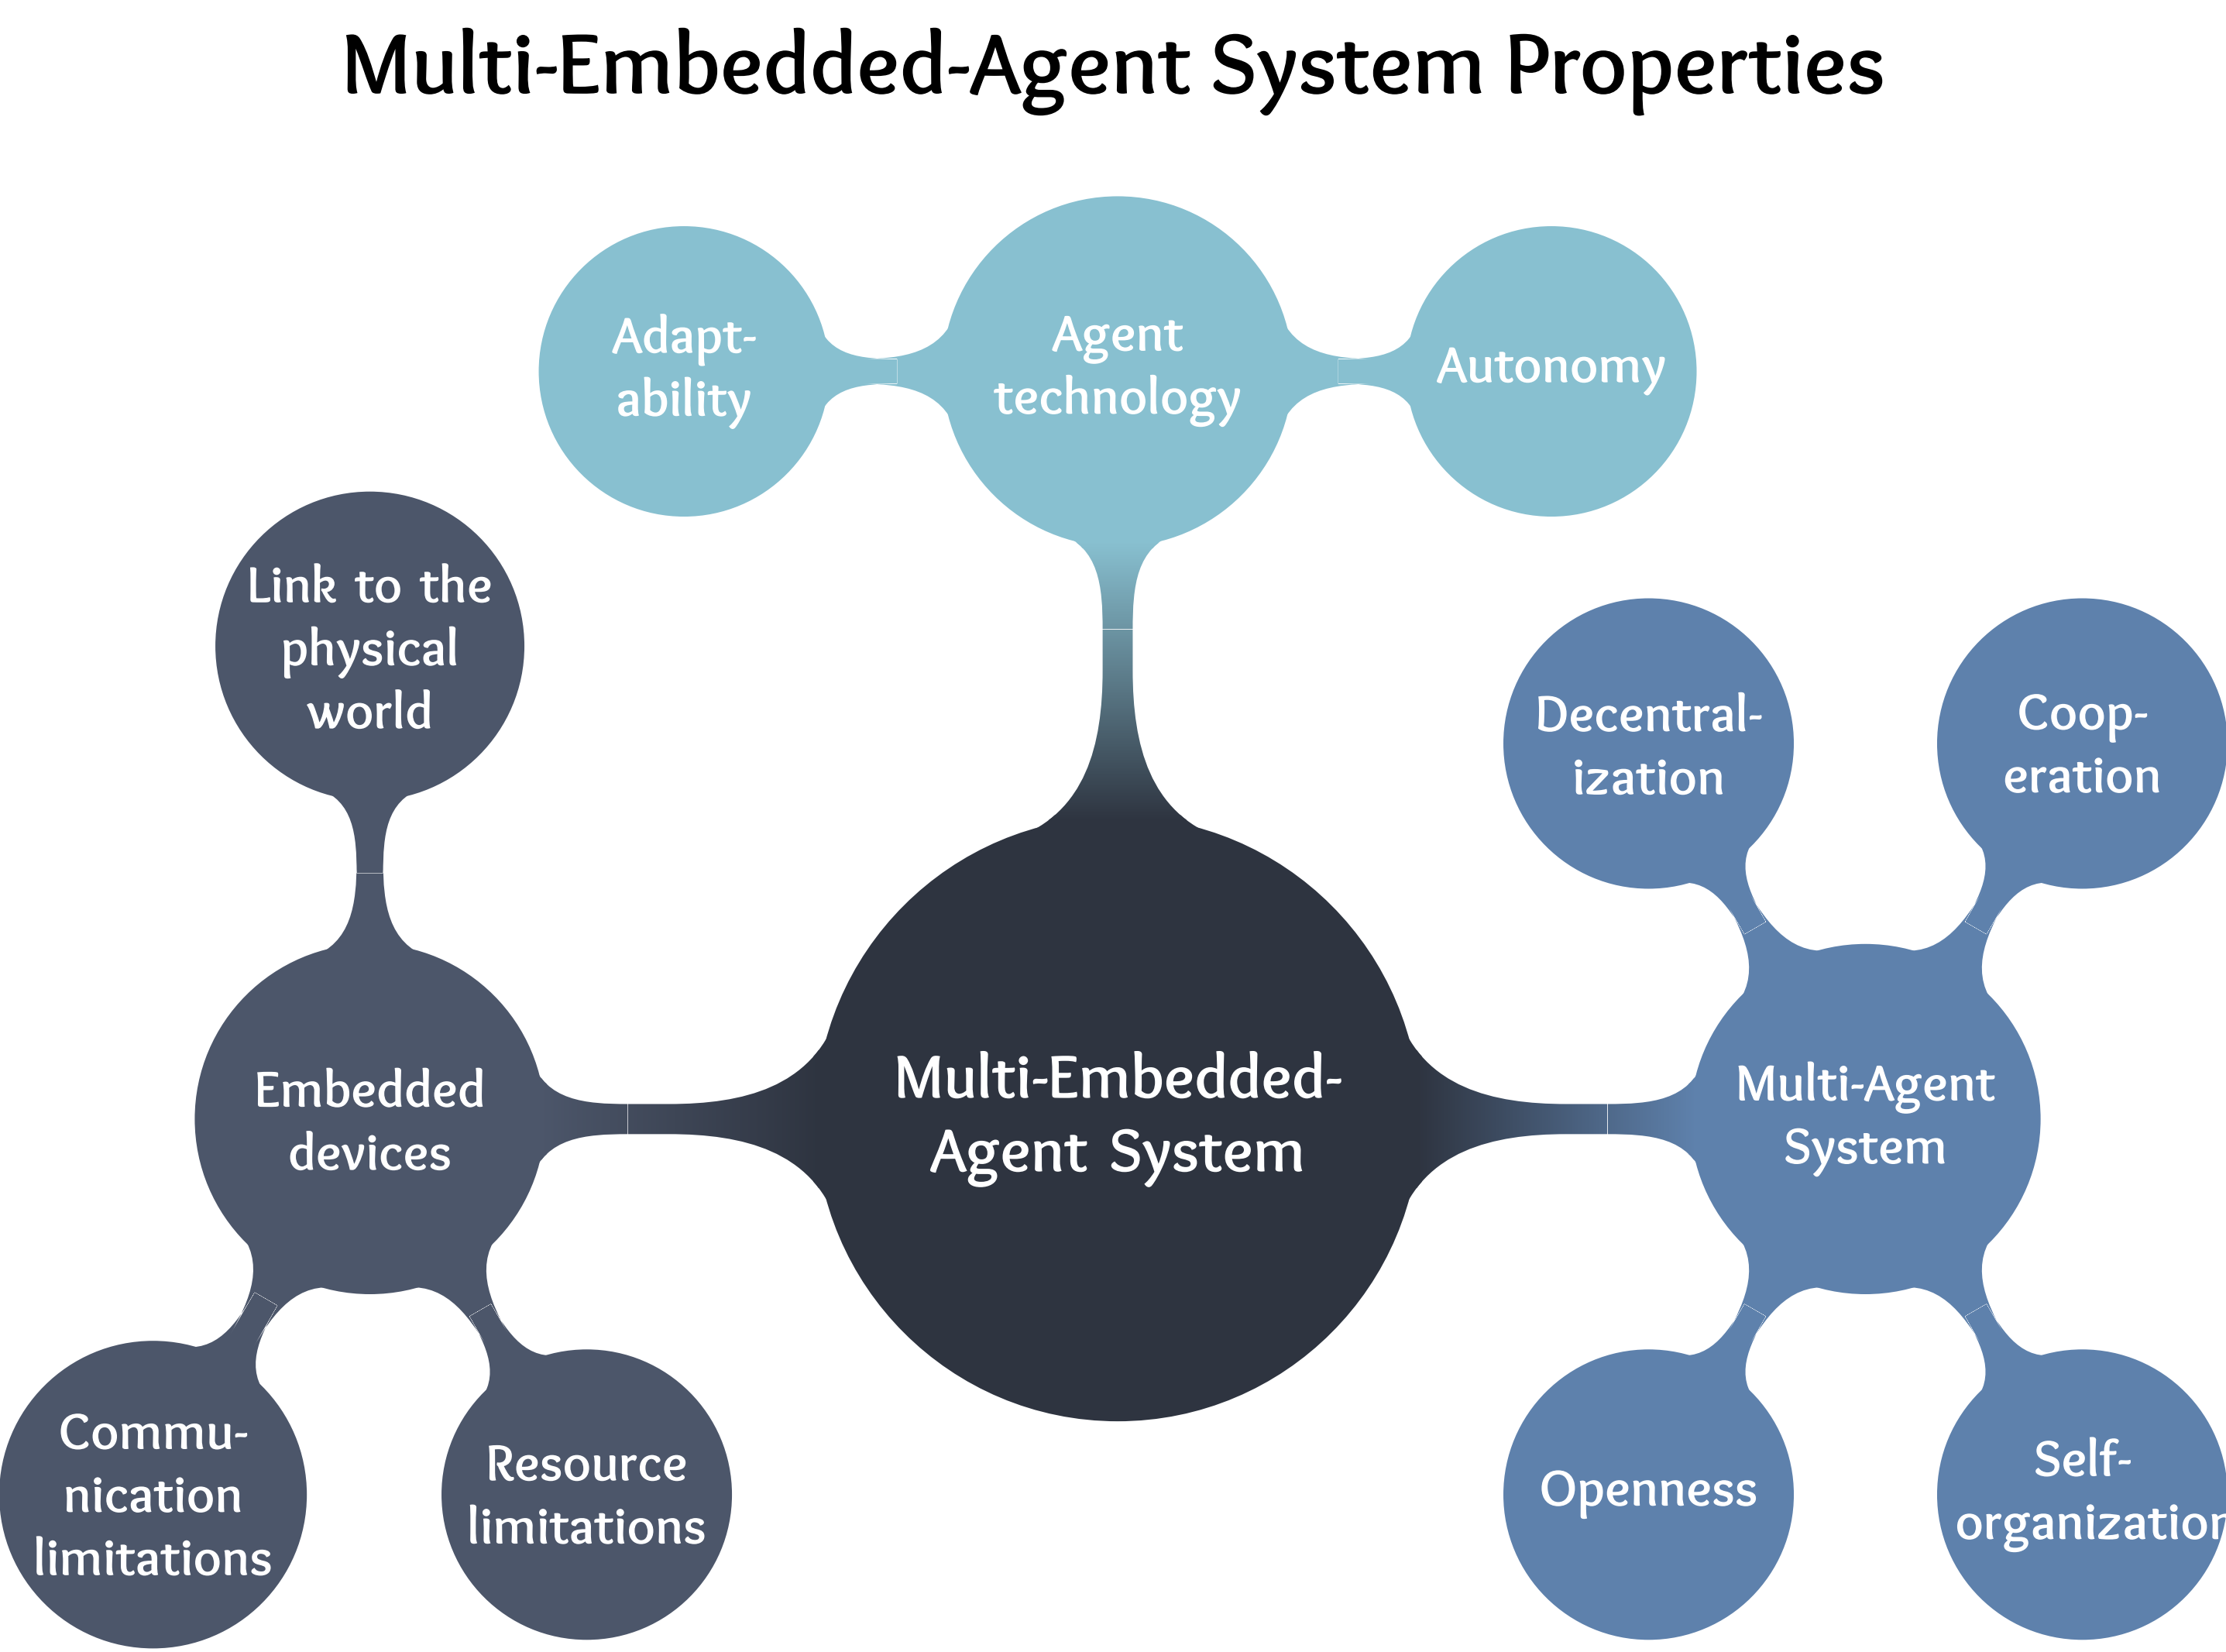 Multi-Embedded-Agent System Properties
Adapt-
ability
Agent
technology
Autonomy
Link to the
physical
world
Decentral-
ization
Coop-
eration
Embedded
devices
Multi-Embedded-
Agent System
Multi-Agent
System
Commu-
nication
limitations
Resource
limitations
Openness
Self-
organization